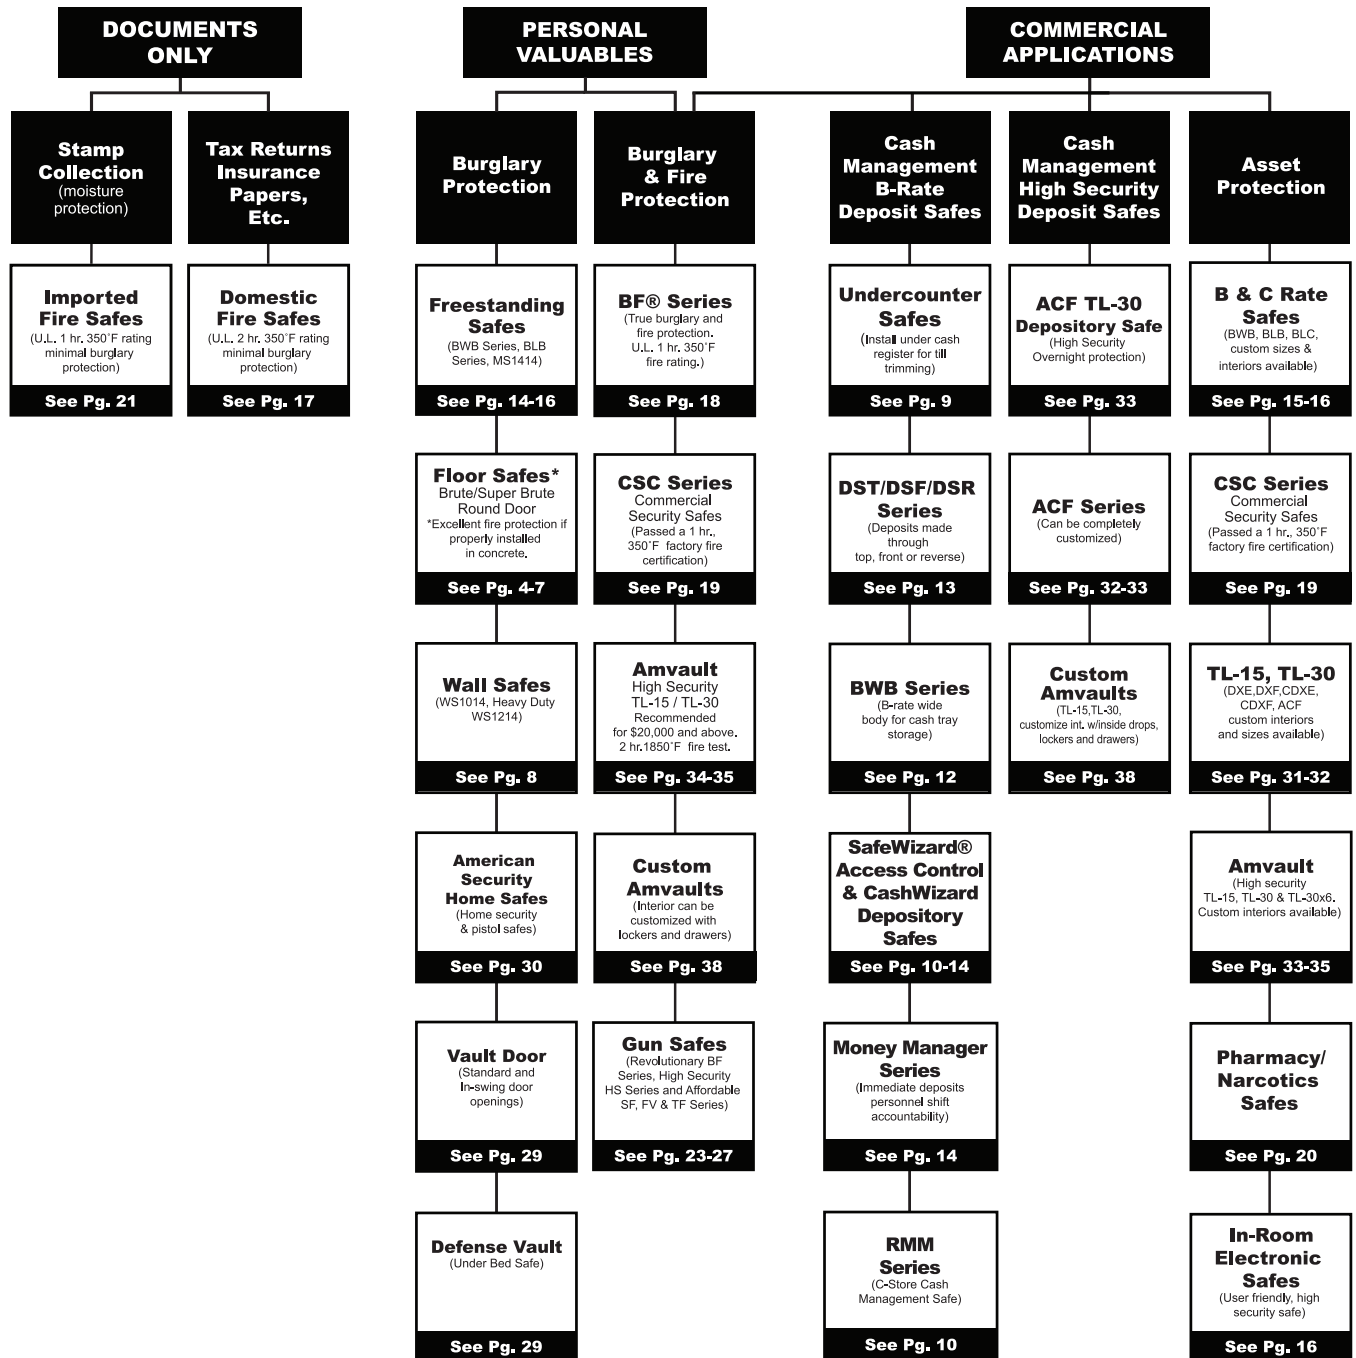 DOCUMENTS
ONLY
PERSONAL
VALUABLES
COMMERCIAL
APPLICATIONS
Stamp
Collection
(moisture
protection)
Tax Returns
Insurance
Papers,
Etc.
Burglary
Protection
Burglary
& Fire
Protection
Cash
Management
B-Rate
Deposit Safes
Cash
Management
High Security
Deposit Safes
Asset
Protection
Imported
Fire Safes
(U.L. 1 hr. 350°F rating
minimal burglary
protection)
See Pg. 21
Domestic
Fire Safes
(U.L. 2 hr. 350°F rating
minimal burglary
protection)
See Pg. 17
Freestanding
Safes
(BWB Series, BLB
Series, MS1414)
See Pg. 14-16
BF® Series
(True burglary and
fire protection.
U.L. 1 hr. 350°F
fire rating.)
See Pg. 18
Undercounter
Safes
(Install under cash
register for till
trimming)
See Pg. 9
ACF TL-30
Depository Safe
(High Security
Overnight protection)
See Pg. 33
B & C Rate
Safes
(BWB, BLB, BLC,
custom sizes &
interiors available)
See Pg. 15-16
Floor Safes*
Brute/Super Brute
Round Door
*Excellent fire protection if
properly installed
in concrete.
See Pg. 4-7
CSC Series
Commercial
Security Safes
(Passed a 1 hr.,
350°F factory fire
certification)
See Pg. 19
DST/DSF/DSR
Series
(Deposits made
through
top, front or reverse)
See Pg. 13
ACF Series
(Can be completely
customized)
See Pg. 32-33
CSC Series
Commercial
Security Safes
(Passed a 1 hr., 350°F
factory fire certification)
See Pg. 19
Wall Safes
(WS1014, Heavy Duty
WS1214)
See Pg. 8
Amvault
High Security
TL-15 / TL-30
Recommended
for $20,000 and above.
2 hr.1850°F fire test.
See Pg. 34-35
BWB Series
(B-rate wide
body for cash tray
storage)
See Pg. 12
Custom
Amvaults
(TL-15,TL-30,
customize int. w/inside drops,
lockers and drawers)
See Pg. 38
TL-15, TL-30
(DXE,DXF,CDXE,
CDXF, ACF
custom interiors
and sizes available)
See Pg. 31-32
American
Security
Home Safes
(Home security
& pistol safes)
See Pg. 30
Custom
Amvaults
(Interior can be
customized with
lockers and drawers)
See Pg. 38
SafeWizard®
Access Control
& CashWizard
Depository
Safes
See Pg. 10-14
Amvault
(High security
TL-15, TL-30 & TL-30x6.
Custom interiors available)
See Pg. 33-35
Vault Door
(Standard and
In-swing door
openings)
See Pg. 29
Gun Safes
(Revolutionary BF
Series, High Security
HS Series and Affordable
SF, FV & TF Series)
See Pg. 23-27
Money Manager
Series
(Immediate deposits
personnel shift
accountability)
See Pg. 14
Pharmacy/
Narcotics
Safes
See Pg. 20
Defense Vault
(Under Bed Safe)
See Pg. 29
RMM
Series
(C-Store Cash
Management Safe)
See Pg. 10
In-Room
Electronic
Safes
(User friendly, high
security safe)
See Pg. 16